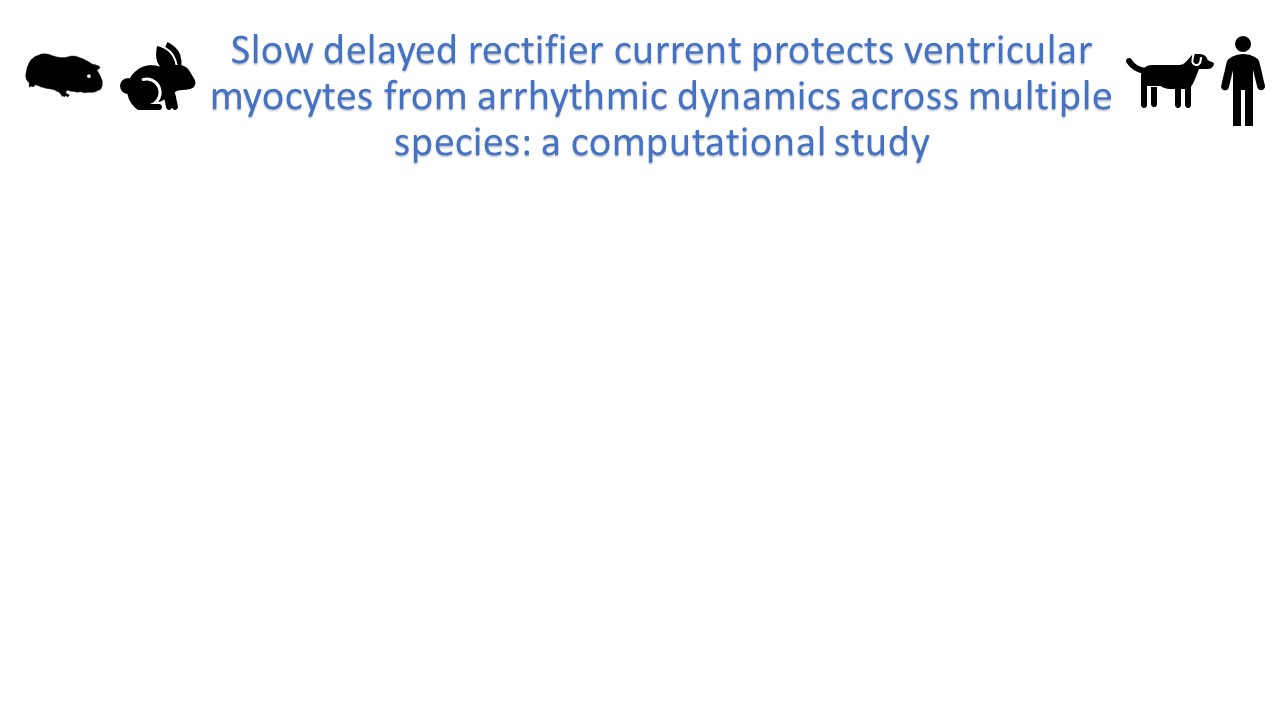 Slow delayed rectifier current protects ventricular
myocytes from arrhythmic dynamics across multiple
species: a computational study